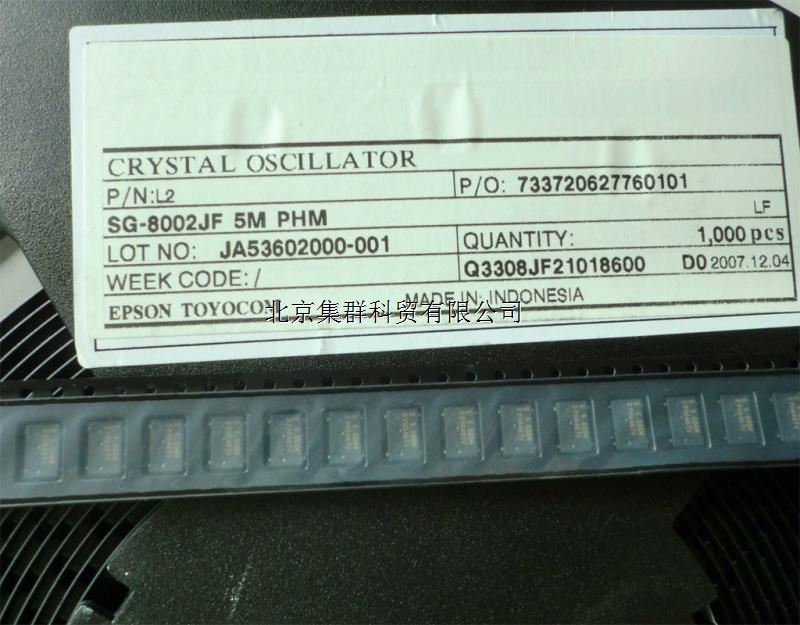 CRYSTAL OSCILLATOR
P/N:L2
P/O: 733720627760101
SG-8002JF 5M PHM
LF
LOT NO: JA53602000-001
QUANTITY: 1,000 pcs
WEEK CODE: /
Q3308JF21018600 D0 2007.12.04
EPSON TOYOCOM MADE IN INDONESIA
北京集群科贸有限公司